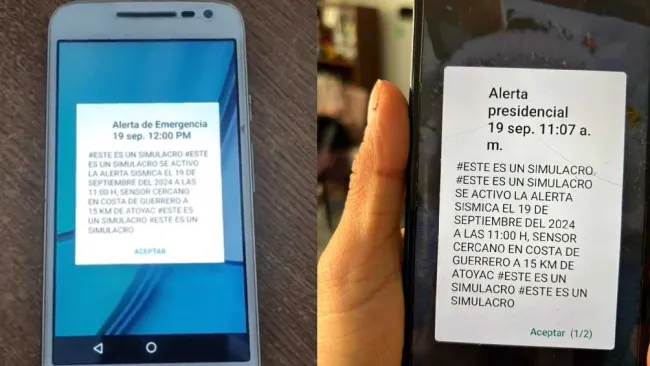 Alerta de Emergencia
19 sep. 12:00 PM
#ESTE ES UN SIMULACRO #ESTE
ES UN SIMULACRO SE ACTIVO
LA ALERTA SISMICA EL 19 DE
SEPTIEMBRE DEL 2024 A LAS
11:00 H, SENSOR CERCANO
EN COSTA DE GUERRERO A
15 KM DE ATOYAC #ESTE ES
UN SIMULACRO #ESTE ES UN
SIMULACRO
ACEPTAR
Alerta
presidencial
19 sep. 11:07 a.
m.
#ESTE ES UN SIMULACRO,
#ESTE ES UN SIMULACRO
SE ACTIVO LA ALERTA
SISMICA EL 19 DE
SEPTIEMBRE DEL 2024
A LAS 11:00 H, SENSOR
CERCANO EN COSTA DE
GUERRERO A 15 KM DE
ATOYAC #ESTE ES UN
SIMULACRO #ESTE ES UN
SIMULACRO
Aceptar (1/2)